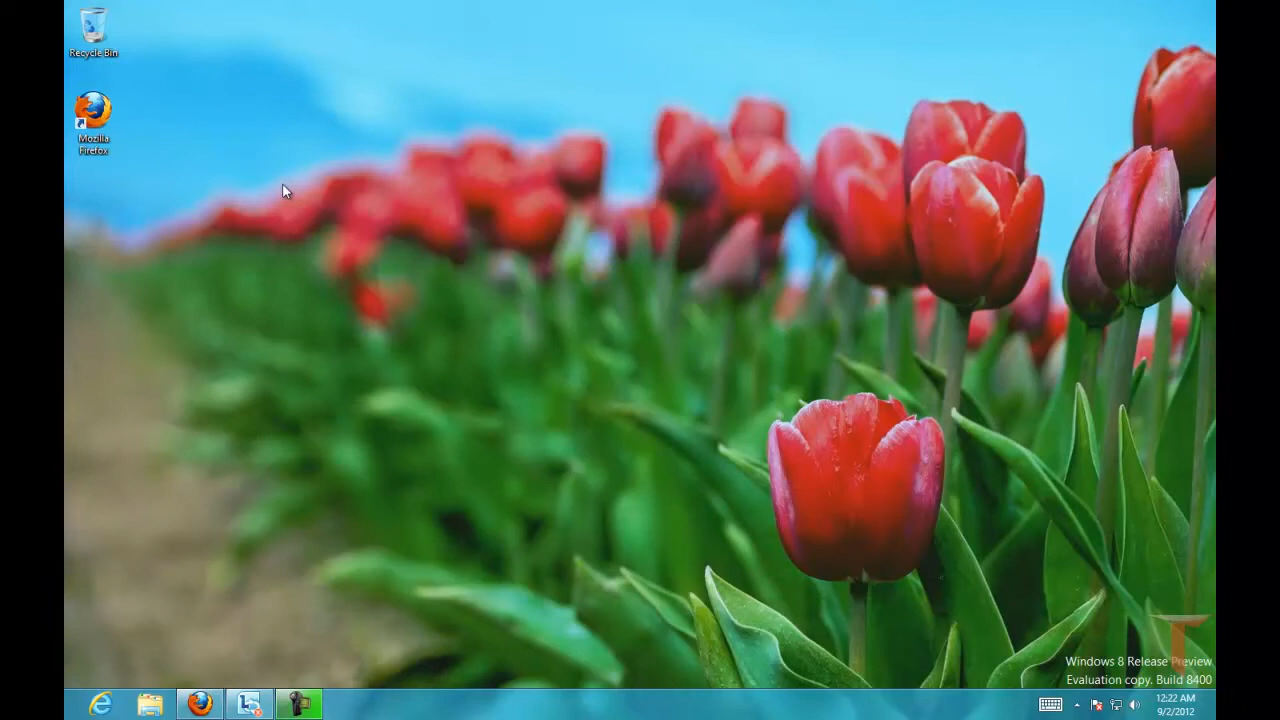 Recycle Bin
Mozilla
Firefox
Windows 8 Release Preview
Evaluation copy. Build 8400
12:22 AM
9/2/2012